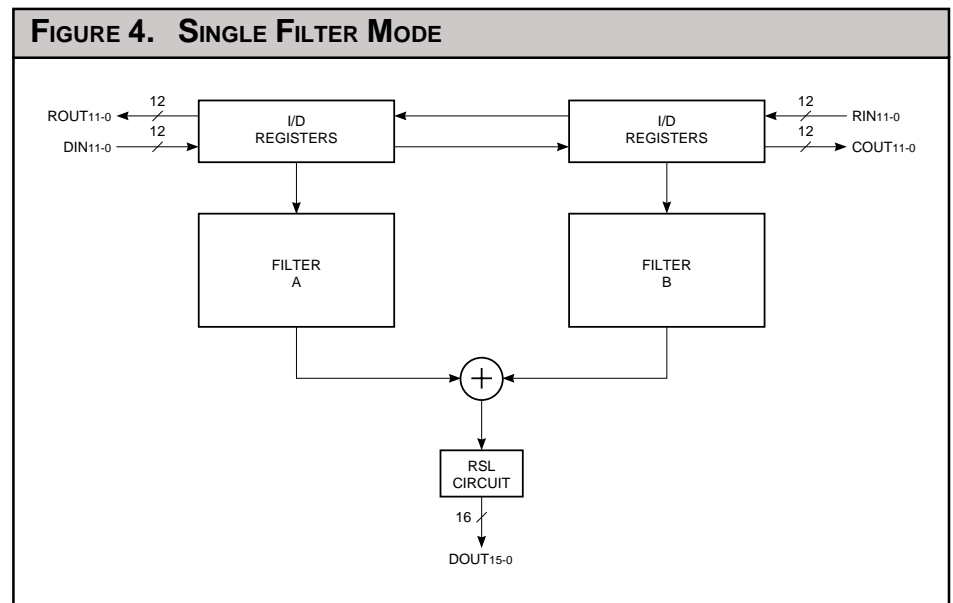 FIGURE 4. SINGLE FILTER MODE
12
ROUT11-0
12
DIN11-0
I/D
REGISTERS
I/D
REGISTERS
12
RIN11-0
12
COUT11-0
FILTER
A
FILTER
B
+
RSL
CIRCUIT
16
DOUT15-0